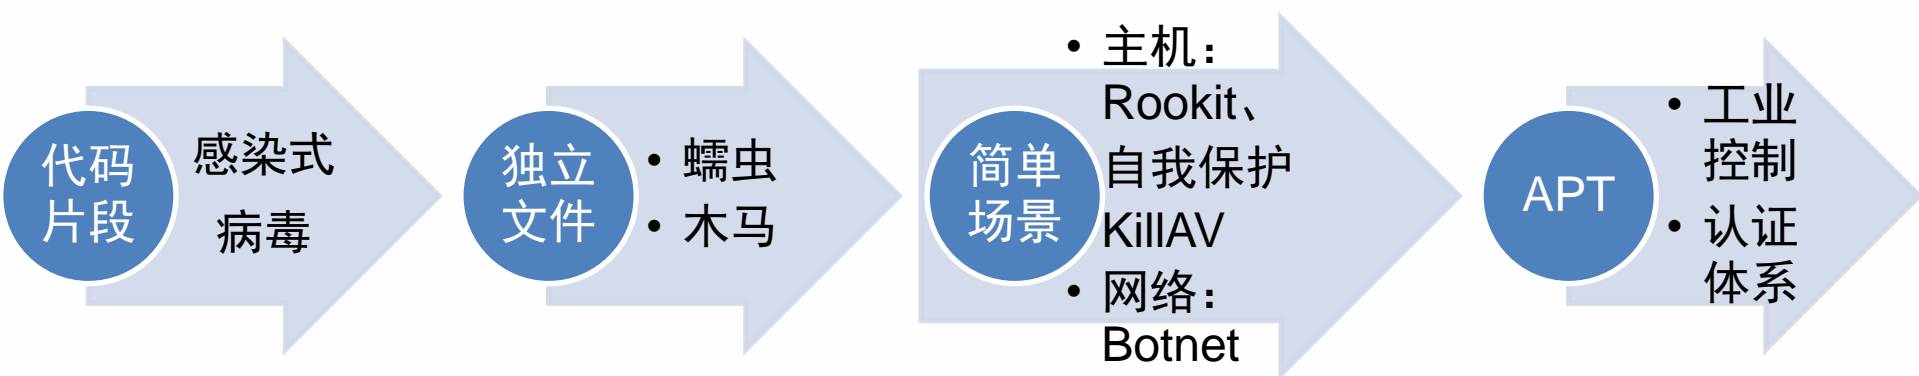 代码
片段
感染式
病毒
独立
文件
• 蠕虫
• 木马
简单
场景
• 主机：
Rookit、
自我保护
KillAV
• 网络：
Botnet
APT
• 工业
控制
• 认证
体系